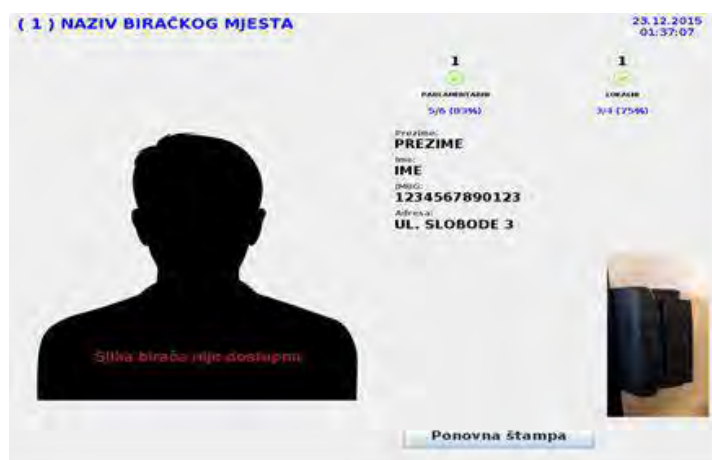 ( 1 ) NAZIV BIRAČKOG MJESTA
23.12.2015
01:37:07
1
1
PARLAMENTARNI
LOKALNI
5/6 (83%)
3/4 (75%)
Prezime:
PREZIME
Ime:
IME
JMBG:
1234567890123
Adresa:
UL. SLOBODE 3
Slika birača nije dostupna
Ponovna štampa